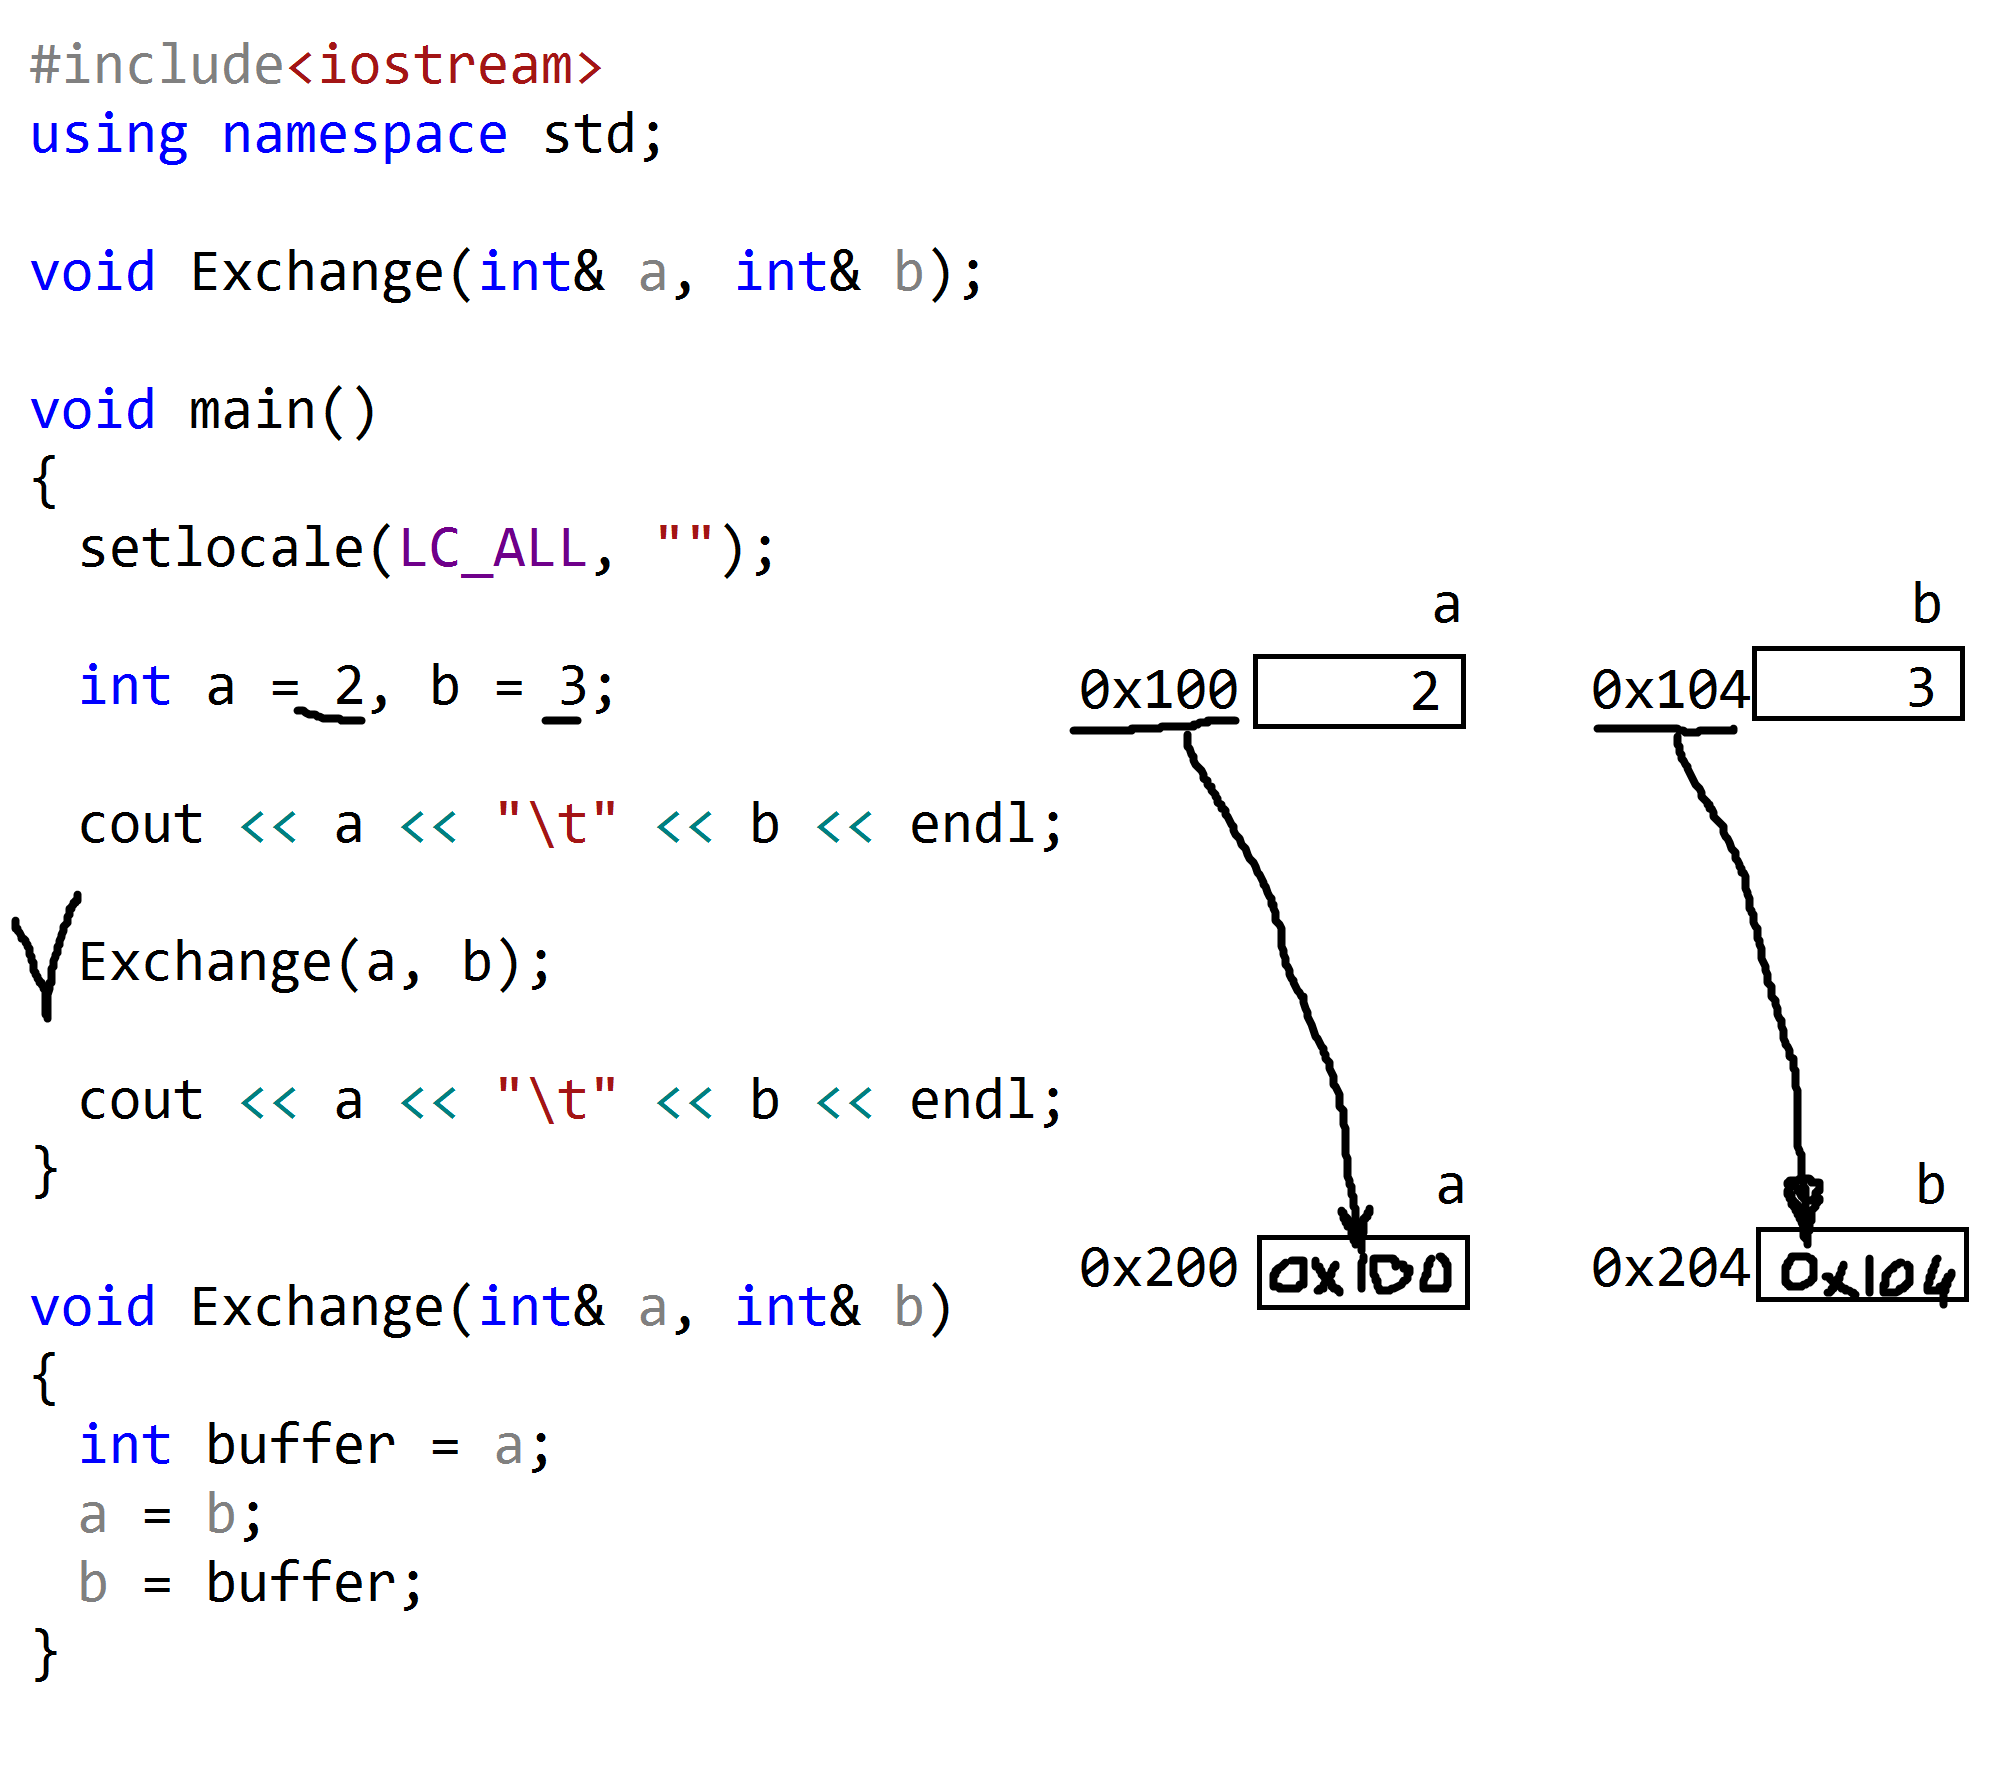 #include<iostream>
using namespace std;
void Exchange(int& a, int& b);
void main()
{
setlocale(LC_ALL, "");
a b
int a = 2, b = 3; 0x100 2 0x104 3
cout << a << "\t" << b << endl;
Exchange(a, b);
cout << a << "\t" << b << endl;
}
a b
0x200 0x100 0x204 0x104
void Exchange(int& a, int& b)
{
int buffer = a;
a = b;
b = buffer;
}